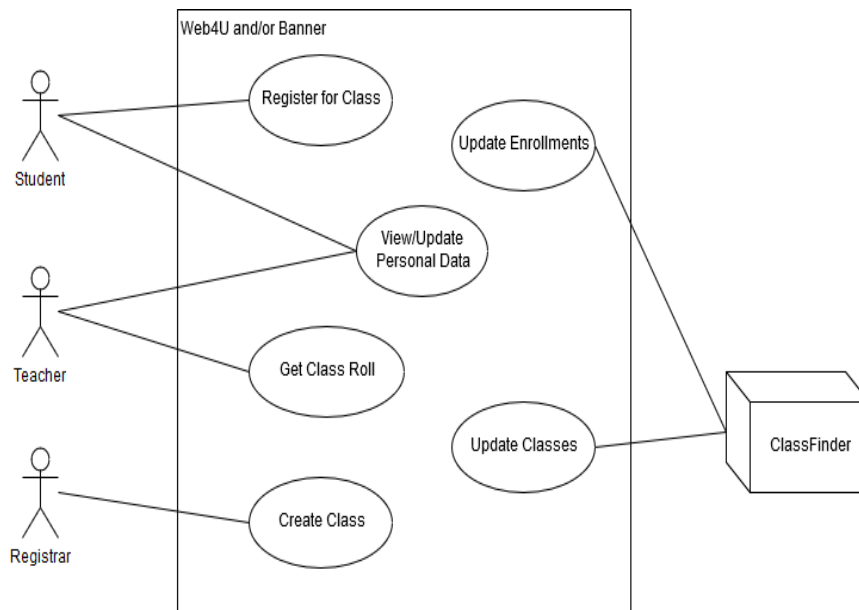 Web4U and/or Banner
Register for Class
Student
Update Enrollments
View/Update
Personal Data
Teacher
Get Class Roll
ClassFinder
Update Classes
Registrar
Create Class